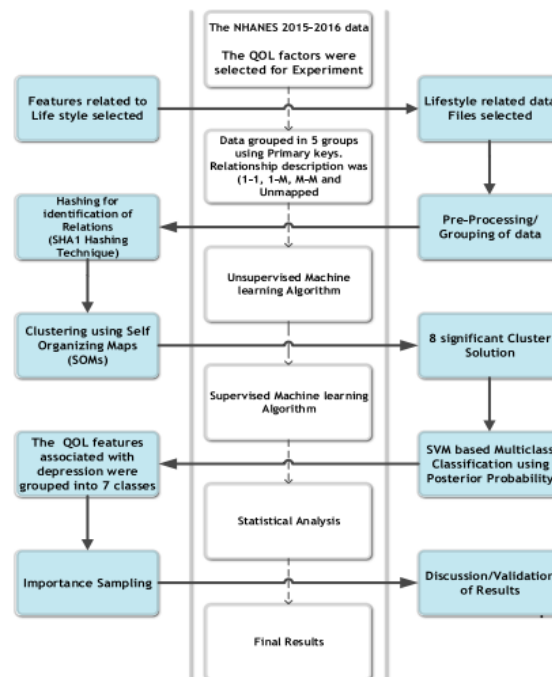 The NHANES 2015-2016 data
The QOL factors were
selected for Experiment
Features related to
Life style selected
Lifestyle related data
Files selected
Data grouped in 5 groups
using Primary keys.
Relationship description was
(1-1, 1-M, M-M and
Unmapped
Hashing for
identification of
Relations
(SHA1 Hashing
Technique)
Pre-Processing/
Grouping of data
Unsupervised Machine
learning Algorithm
Clustering using Self
Organizing Maps
(SOMs)
8 significant Cluster
Solution
Supervised Machine learning
Algorithm
The QOL features
associated with
depression were
grouped into 7 classes
SVM based Multiclass
Classification using
Posterior Probability
Statistical Analysis
Importance Sampling
Discussion/Validation
of Results
Final Results